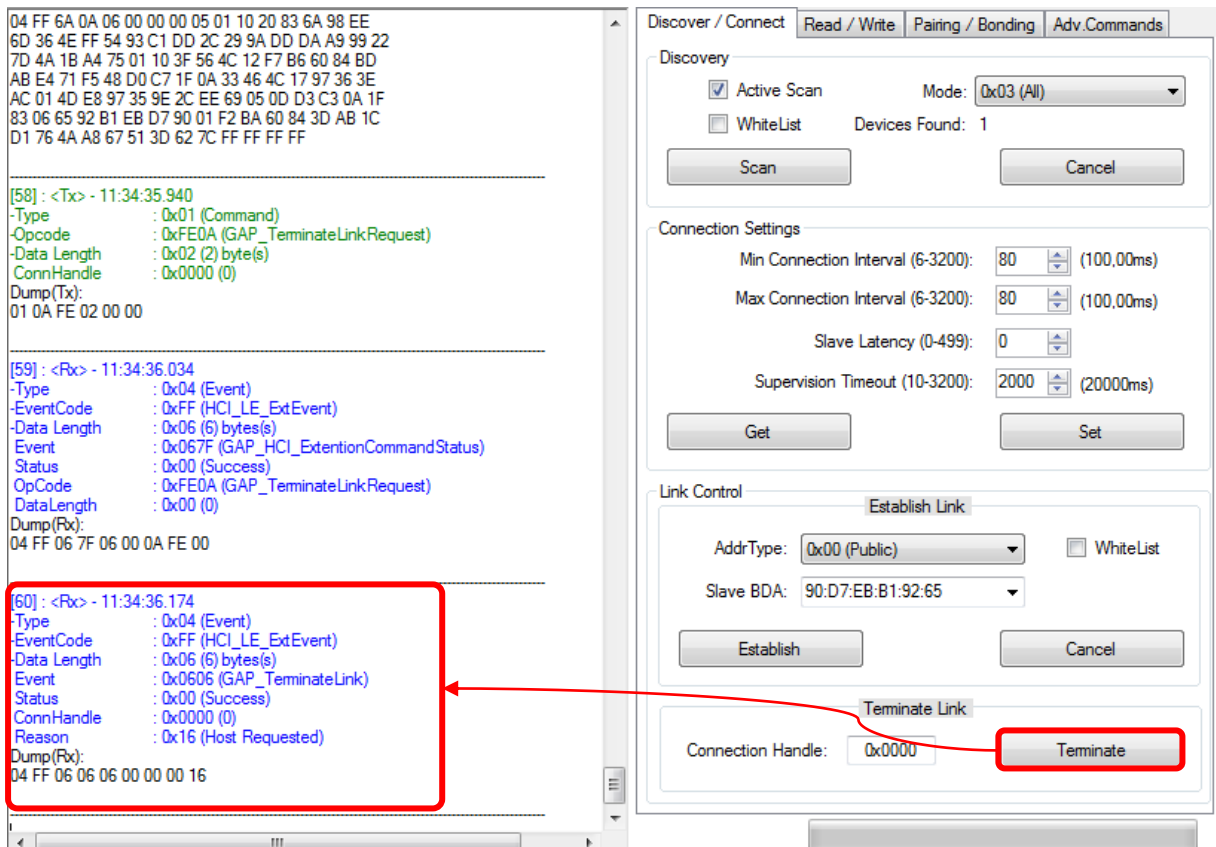 04 FF 6A 0A 06 00 00 00 05 01 10 20 83 6A 98 EE
6D 36 4E FF 54 93 C1 DD 2C 29 9A DD DA A9 99 22
7D 4A 1B A4 75 01 10 3F 56 4C 12 F7 B6 60 84 BD
AB E4 71 F5 48 D0 C7 1F 0A 33 46 4C 17 97 36 3E
AC 01 4D E8 97 35 9E 2C EE 69 05 0D D3 C3 0A 1F
83 06 65 92 B1 EB D7 90 01 F2 BA 60 84 3D AB 1C
D1 76 4A A8 67 51 3D 62 7C FF FF FF FF
[58] : <Tx> - 11:34:35.940
-Type : 0x01 (Command)
-Opcode : 0xFE0A (GAP_TerminateLinkRequest)
-Data Length : 0x02 (2) byte(s)
ConnHandle : 0x0000 (0)
Dump(Tx):
01 0A FE 02 00 00
[59] : <Rx> - 11:34:36.034
-Type : 0x04 (Event)
-EventCode : 0xFF (HCI_LE_ExtEvent)
-Data Length : 0x06 (6) bytes(s)
Event : 0x067F (GAP_HCI_ExtentionCommandStatus)
Status : 0x00 (Success)
OpCode : 0xFE0A (GAP_TerminateLinkRequest)
DataLength : 0x00 (0)
Dump(Rx):
04 FF 06 7F 06 00 0A FE 00
[60] : <Rx> - 11:34:36.174
-Type : 0x04 (Event)
-EventCode : 0xFF (HCI_LE_ExtEvent)
-Data Length : 0x06 (6) bytes(s)
Event : 0x0606 (GAP_TerminateLink)
Status : 0x00 (Success)
ConnHandle : 0x0000 (0)
Reason : 0x16 (Host Requested)
Dump(Rx):
04 FF 06 06 06 00 00 00 16
Discover / Connect Read / Write Pairing / Bonding Adv.Commands
Discovery
Active Scan Mode: 0x03 (All)
WhiteList Devices Found: 1
Scan Cancel
Connection Settings
Min Connection Interval (6-3200): 80 (100,00ms)
Max Connection Interval (6-3200): 80 (100,00ms)
Slave Latency (0-499): 0
Supervision Timeout (10-3200): 2000 (20000ms)
Get Set
Link Control
Establish Link
AddrType: 0x00 (Public) WhiteList
Slave BDA: 90:D7:EB:B1:92:65
Establish Cancel
Terminate Link
Connection Handle: 0x0000 Terminate